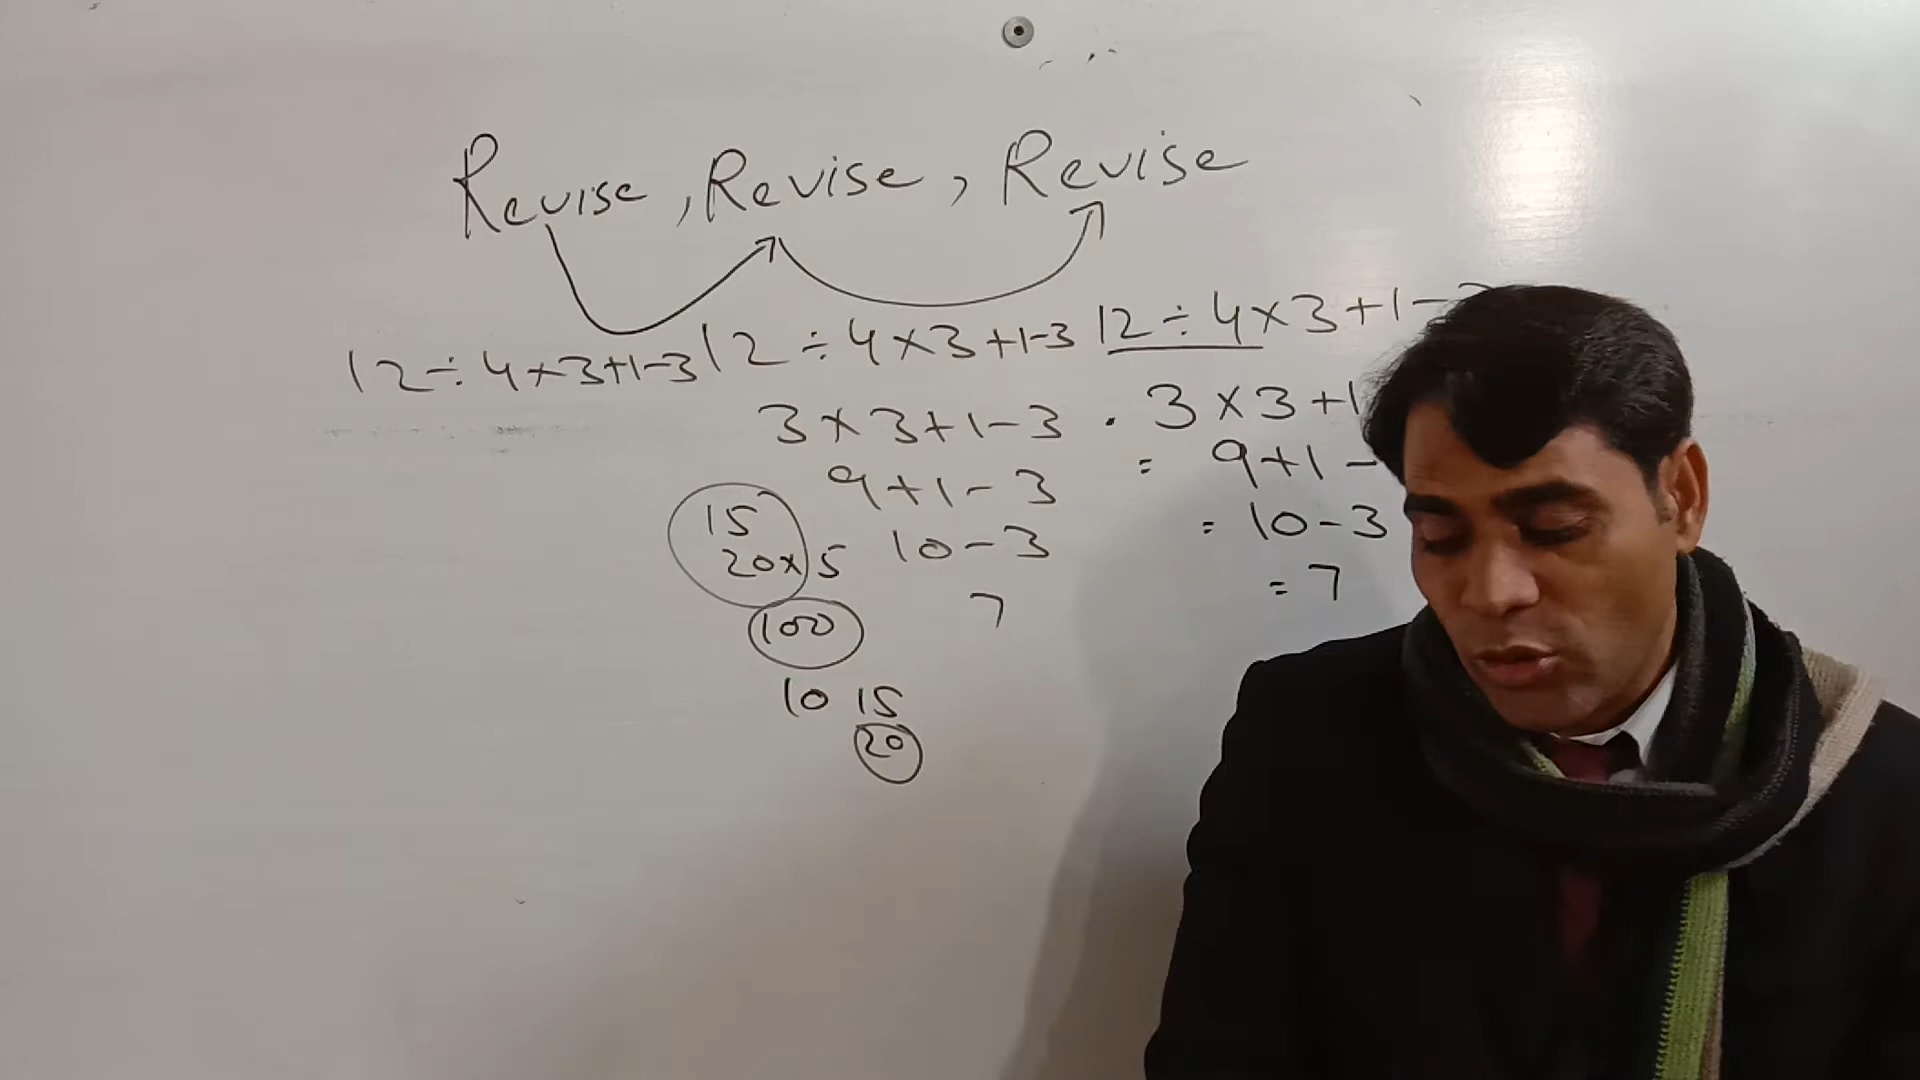 Revise, Revise, Revise
12÷4×3+1-3 12÷4×3+1-3 12÷4×3+1-
3×3+1-3 . 3×3+1
9+1-3 = 9+1-
15
20×5 10-3 = 10-3
100 7 = 7
10 15
20